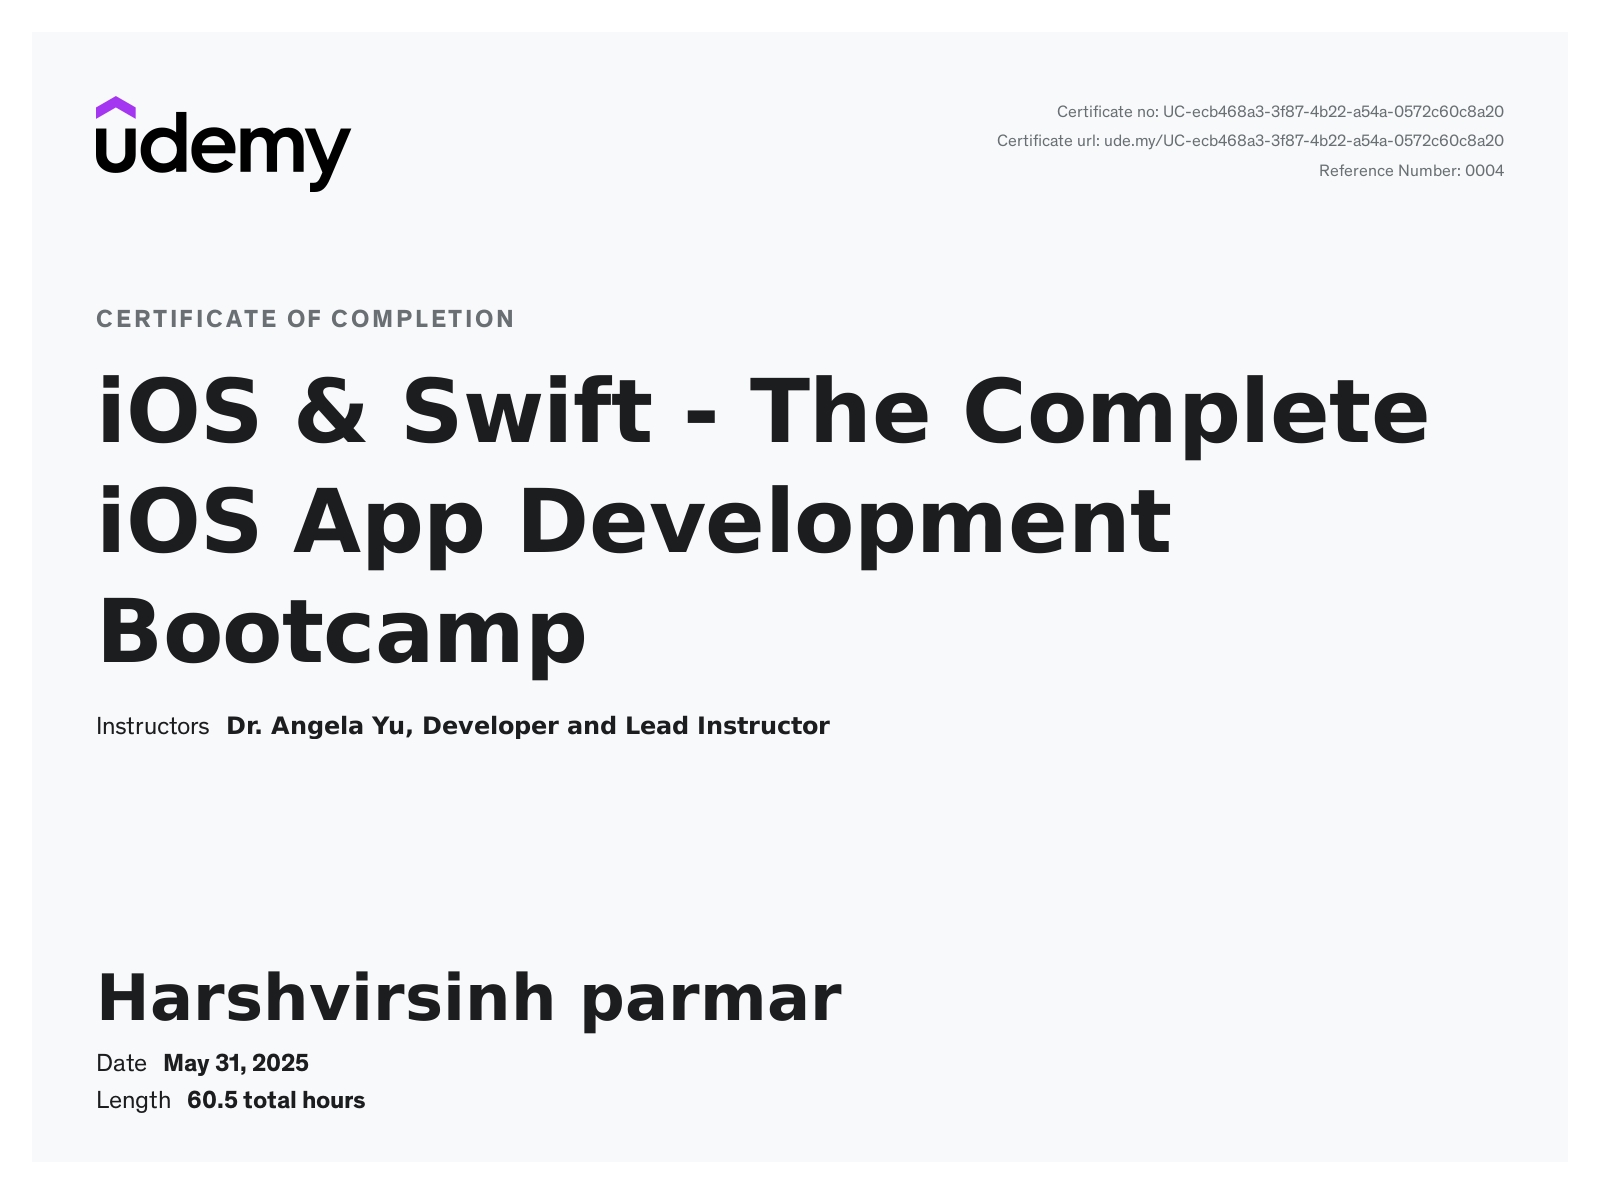 udemy
Certificate no: UC-ecb468a3-3f87-4b22-a54a-0572c60c8a20
Certificate url: ude.my/UC-ecb468a3-3f87-4b22-a54a-0572c60c8a20
Reference Number: 0004
CERTIFICATE OF COMPLETION
iOS & Swift - The Complete
iOS App Development
Bootcamp
Instructors Dr. Angela Yu, Developer and Lead Instructor
Harshvirsinh parmar
Date May 31, 2025
Length 60.5 total hours